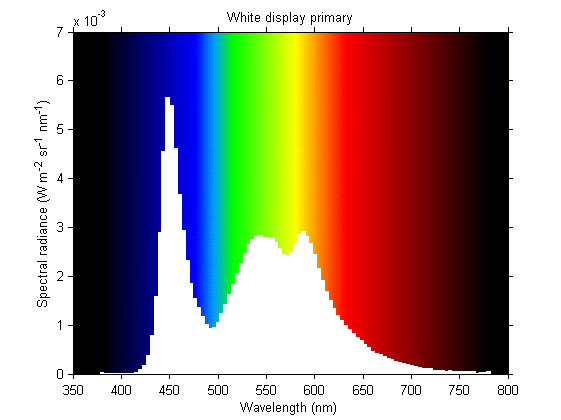 White display primary
x 10^-3
7
6
5
4
3
2
1
0
Spectral radiance (W m^-2 sr^-1 nm^-1)
350 400 450 500 550 600 650 700 750 800
Wavelength (nm)